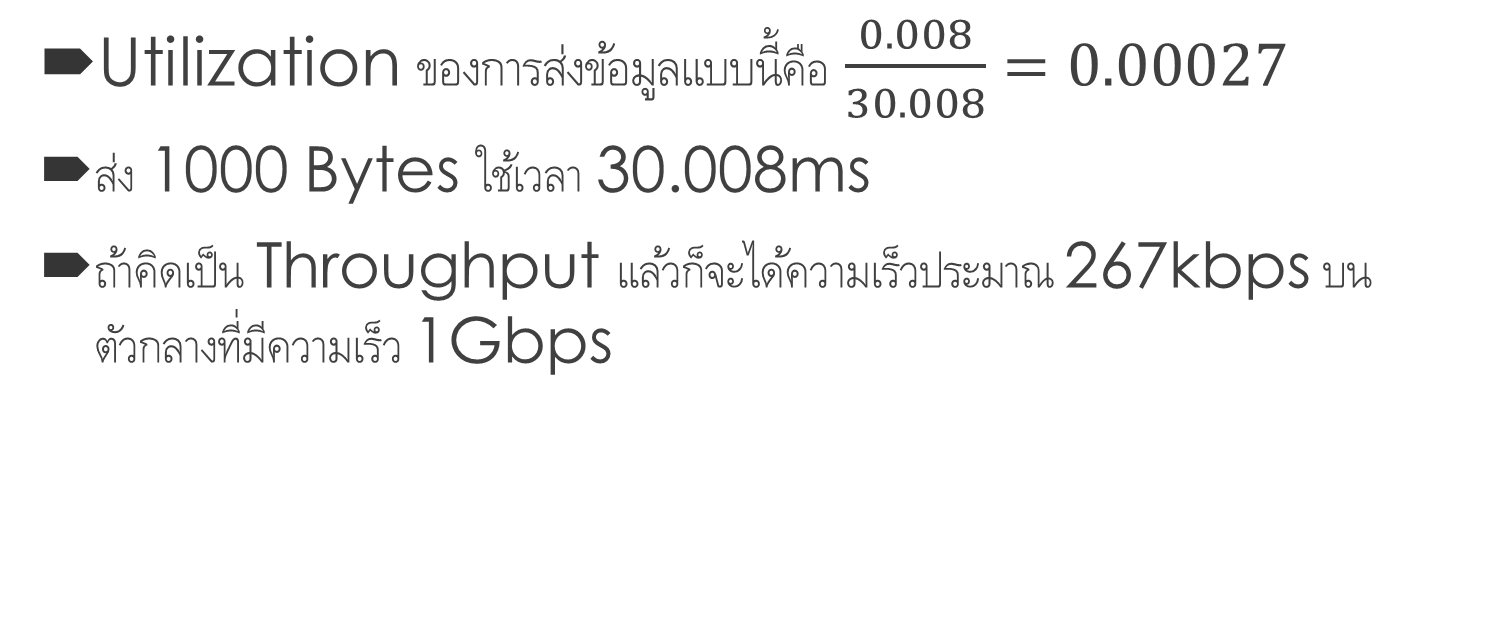 Utilization ของการส่งข้อมูลแบบนี้คือ 0.008/30.008 = 0.00027
ส่ง 1000 Bytes ใช้เวลา 30.008ms
ถ้าคิดเป็น Throughput แล้วก็จะได้ความเร็วประมาณ 267kbps บน
ตัวกลางที่มีความเร็ว 1Gbps